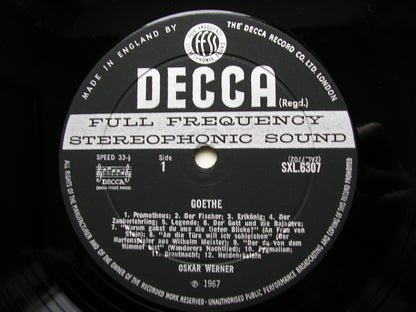 MADE IN ENGLAND BY
THE DECCA RECORD CO. LTD. LONDON
FFSS
DECCA
(Regd.)
FULL FREQUENCY
STEREOPHONIC SOUND
SPEED 33⅓
Side
1
(ZAL.7702)
SXL.6307
DECCA
GOETHE
1. Prometheus; 2. Der Fischer; 3. Erlkönig; 4. Der
Zauberlehrling; 5. Legende; 6. Der Gott und die Bajadere;
7. "Warum gabst du uns die tiefen Blicke?" (An Frau von
Stein); 8. "An die Türe will ich schleichen" (Der
Harfenspieler aus Wilhelm Meister); 9. "Der du von dem
Himmel bist" (Wanderers Nachtlied); 10. Pygmalion;
11. Brautnacht; 12. Heidenröslein
OSKAR WERNER
℗ 1967
ALL RIGHTS OF THE MANUFACTURER AND OF THE OWNER OF THE RECORDED WORK RESERVED · UNAUTHORISED PUBLIC PERFORMANCE BROADCASTING AND COPYING OF THIS RECORD PROHIBITED